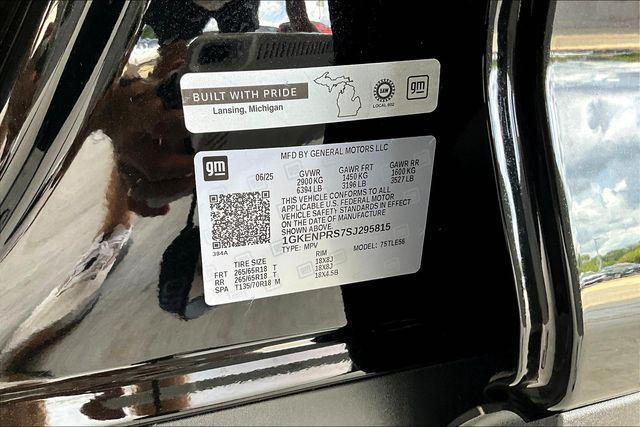 BUILT WITH PRIDE
Lansing, Michigan
UAW
LOCAL 602
gm
gm
MFD BY GENERAL MOTORS LLC
06/25
GVWR GAWR FRT GAWR RR
2900 KG 1450 KG 1600 KG
6394 LB 3196 LB 3527 LB
THIS VEHICLE CONFORMS TO ALL
APPLICABLE U.S. FEDERAL MOTOR
VEHICLE SAFETY STANDARDS IN EFFECT
ON THE DATE OF MANUFACTURE
SHOWN ABOVE.
1GKENPRS7SJ295815
TYPE: MPV MODEL: 75TLE56
394A
TIRE SIZE RIM
FRT 265/65R18 T 18X8J
RR 265/65R18 T 18X8J
SPA T135/70R18 M 18X4.5B